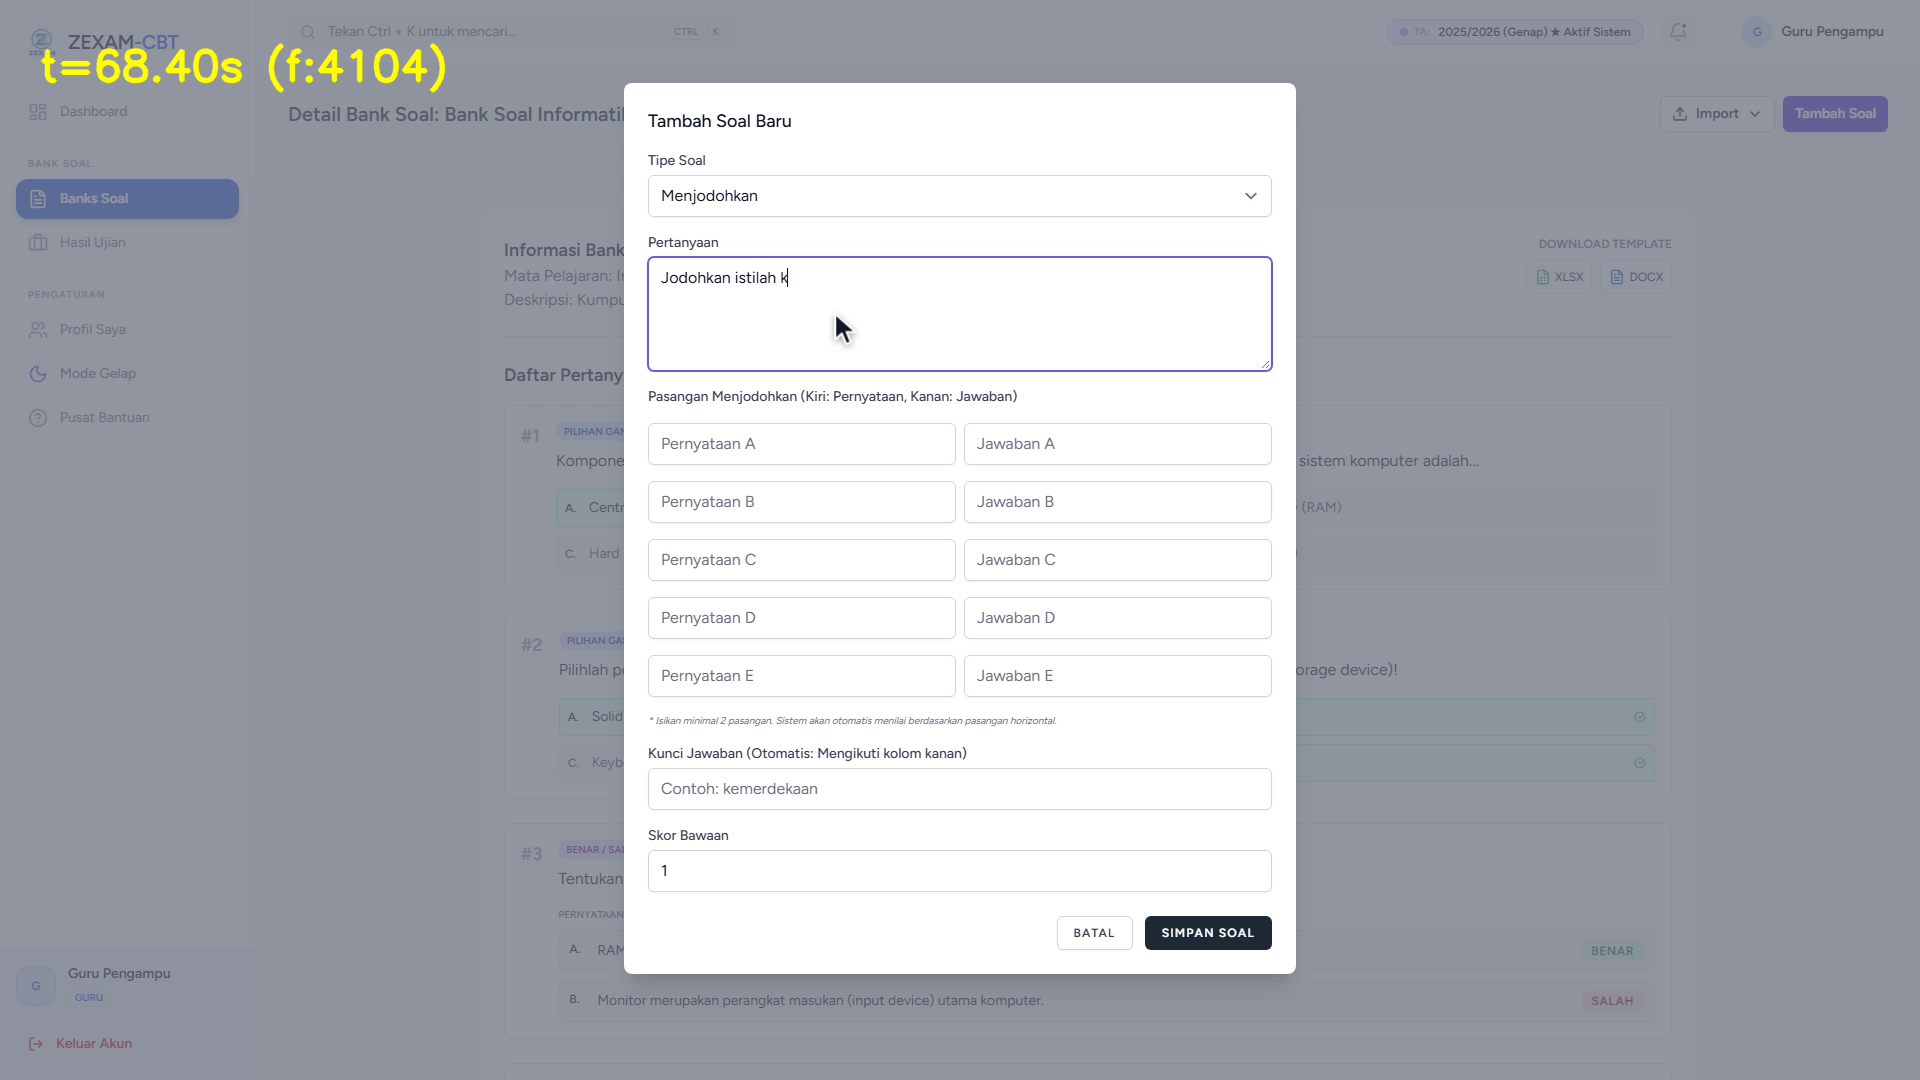 ZEXAM-CBT
t=68.40s (f:4104)
Tekan Ctrl + K untuk mencari...
CTRL K
TA: 2025/2026 (Genap) ★ Aktif Sistem
G
Guru Pengampu
Dashboard
BANK SOAL
Banks Soal
Hasil Ujian
PENGATURAN
Profil Saya
Mode Gelap
Pusat Bantuan
G
Guru Pengampu
GURU
Keluar Akun
Detail Bank Soal: Bank Soal Informati
Import
Tambah Soal
Informasi Bank
Mata Pelajaran: I
Deskripsi: Kumpu
DOWNLOAD TEMPLATE
XLSX
DOCX
Daftar Pertany
#1
PILIHAN GAN
Kompone
sistem komputer adalah...
A. Centr
(RAM)
C. Hard
#2
PILIHAN GA
Pilihlah p
orage device)!
A. Solid
C. Keyb
#3
BENAR / SA
Tentukan
PERNYATAAN
A. RAM
BENAR
B. Monitor merupakan perangkat masukan (input device) utama komputer.
SALAH
Tambah Soal Baru
Tipe Soal
Menjodohkan
Pertanyaan
Jodohkan istilah k
Pasangan Menjodohkan (Kiri: Pernyataan, Kanan: Jawaban)
Pernyataan A
Jawaban A
Pernyataan B
Jawaban B
Pernyataan C
Jawaban C
Pernyataan D
Jawaban D
Pernyataan E
Jawaban E
* Isikan minimal 2 pasangan. Sistem akan otomatis menilai berdasarkan pasangan horizontal.
Kunci Jawaban (Otomatis: Mengikuti kolom kanan)
Contoh: kemerdekaan
Skor Bawaan
1
BATAL
SIMPAN SOAL